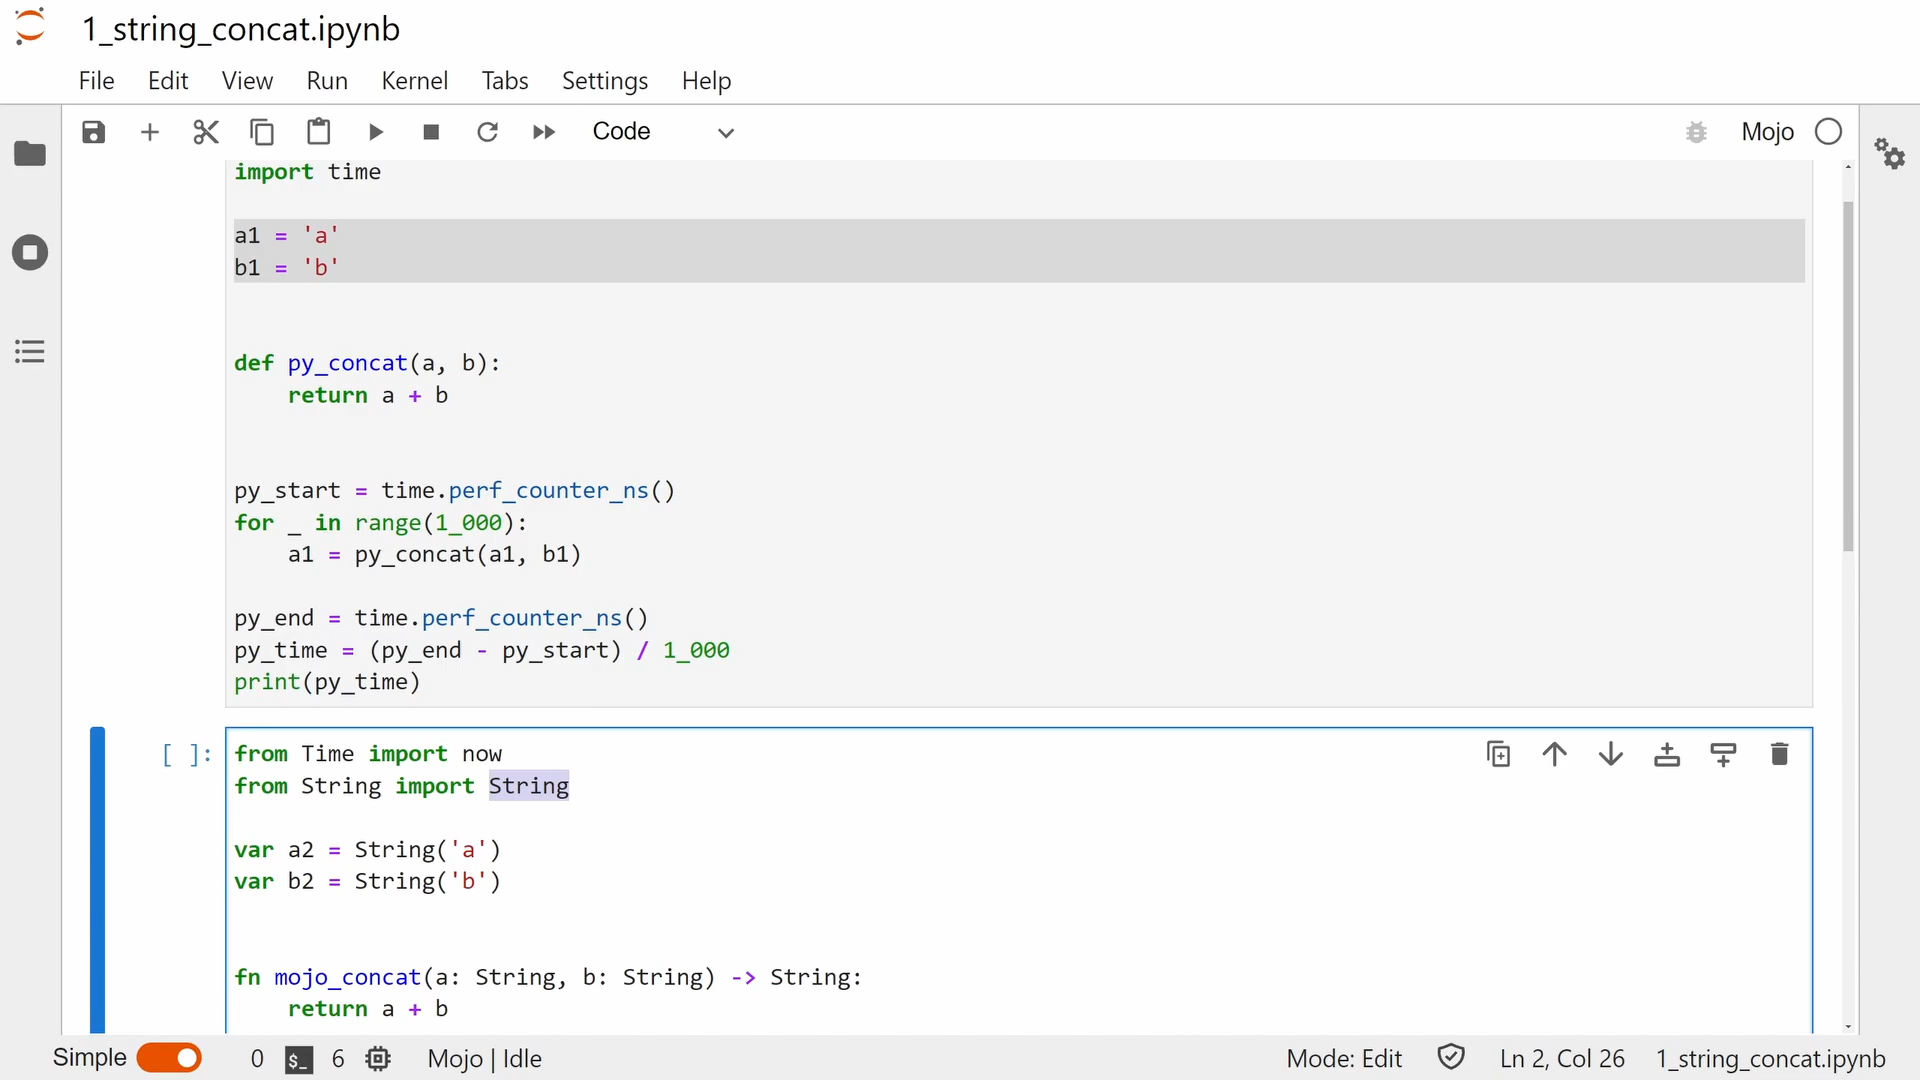 1_string_concat.ipynb
File Edit View Run Kernel Tabs Settings Help
Code
Mojo
import time
a1 = 'a'
b1 = 'b'
def py_concat(a, b):
    return a + b
py_start = time.perf_counter_ns()
for _ in range(1_000):
    a1 = py_concat(a1, b1)
py_end = time.perf_counter_ns()
py_time = (py_end - py_start) / 1_000
print(py_time)
[ ]:
from Time import now
from String import String
var a2 = String('a')
var b2 = String('b')
fn mojo_concat(a: String, b: String) -> String:
    return a + b
Simple 0 $_ 6 Mojo | Idle Mode: Edit Ln 2, Col 26 1_string_concat.ipynb